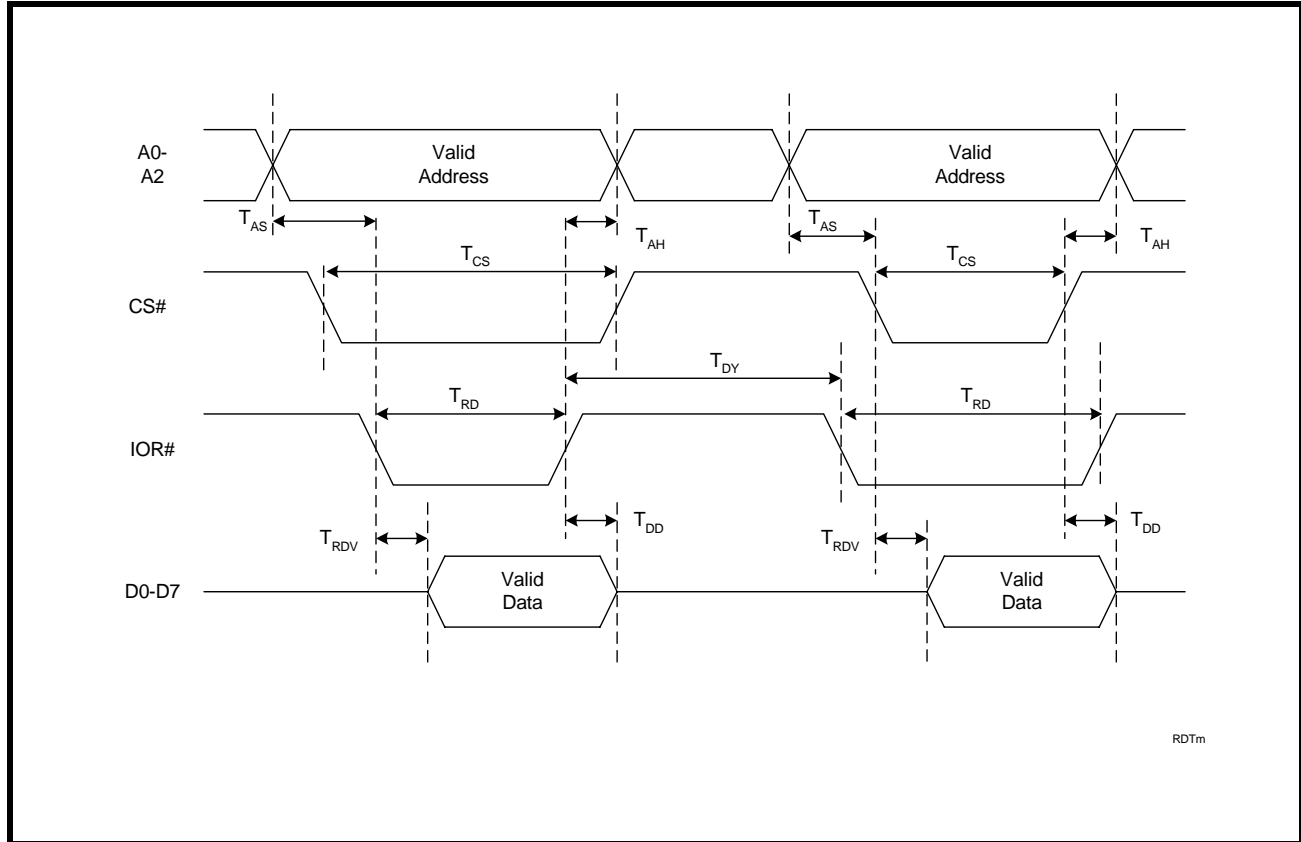 A0-
A2
Valid
Address
Valid
Address
TAS
TAH
TAS
TAH
TCS
TCS
CS#
TDY
TRD
TRD
IOR#
TRDV
TDD
TRDV
TDD
D0-D7
Valid
Data
Valid
Data
RDTm